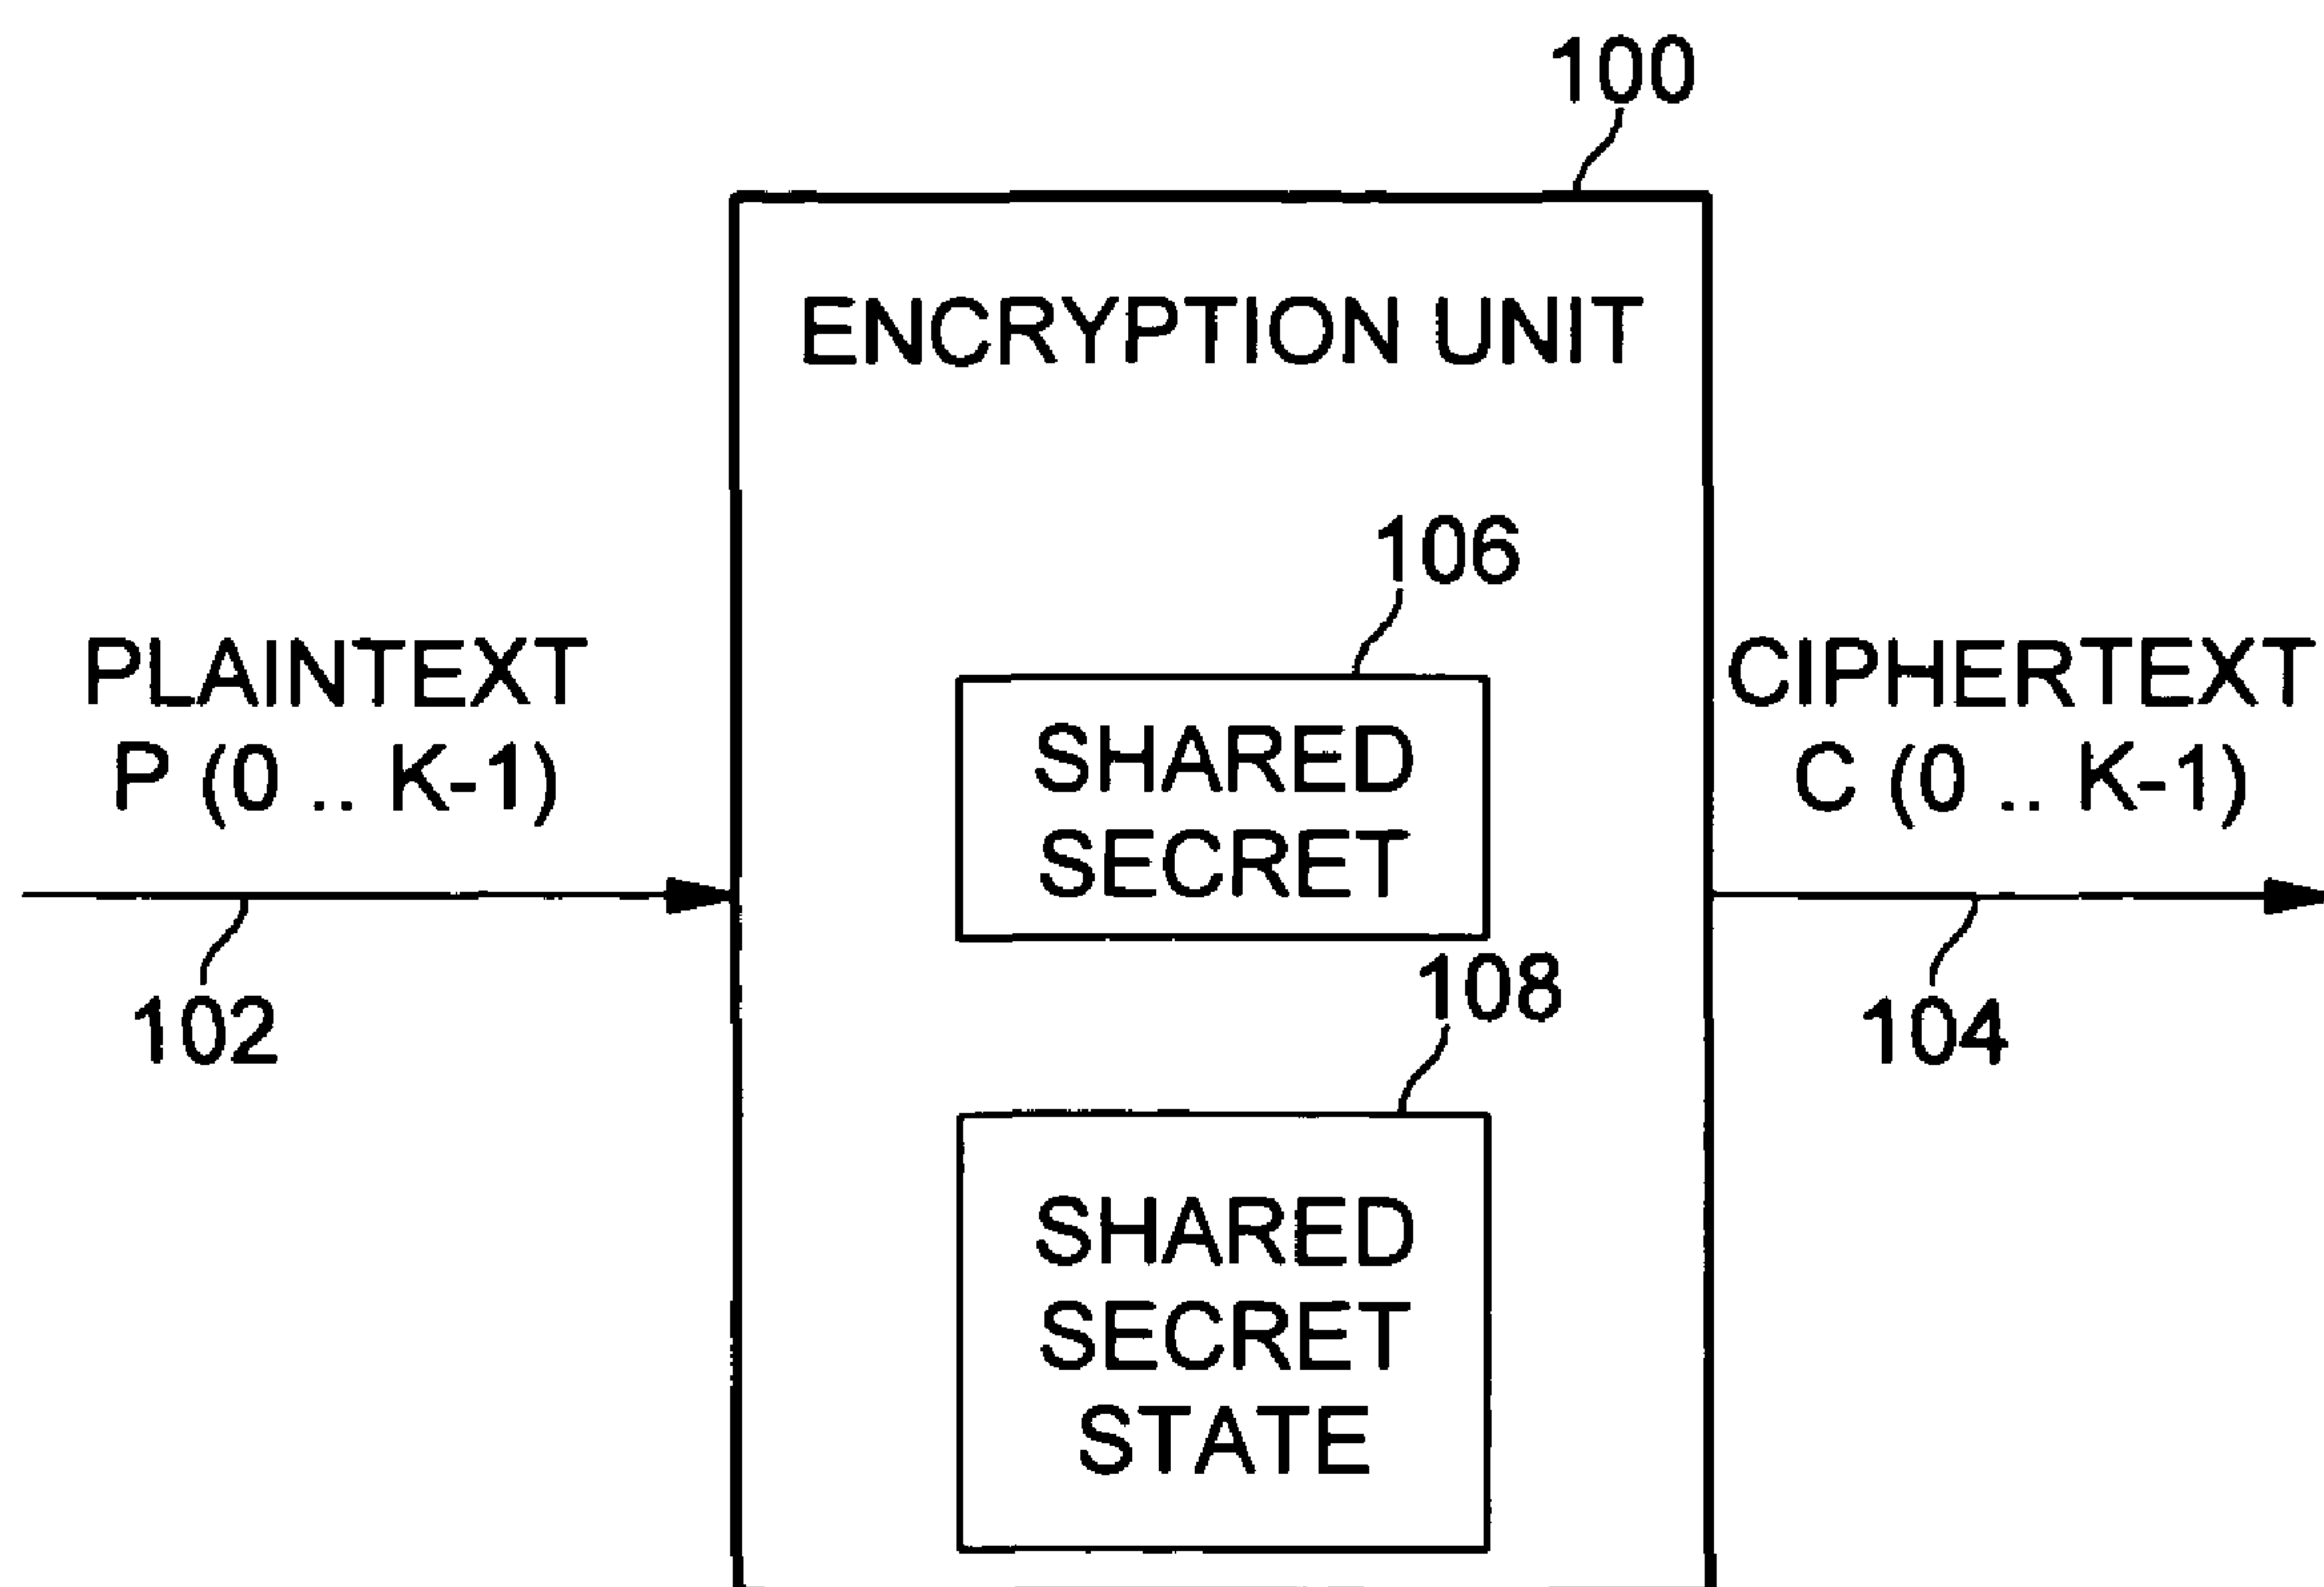 100
ENCRYPTION UNIT
106
PLAINTEXT
P (0 .. K-1)
SHARED
SECRET
CIPHERTEXT
C (0 .. K-1)
102
108
104
SHARED
SECRET
STATE